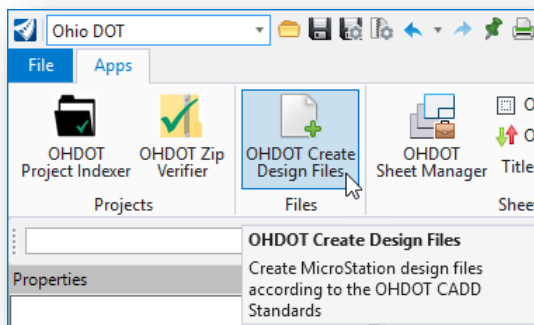 Ohio DOT
File Apps
OHDOT
Project Indexer
OHDOT Zip
Verifier
OHDOT Create
Design Files
OHDOT
Sheet Manager
Title
Projects
Files
OHDOT Create Design Files
Properties
Create MicroStation design files
according to the OHDOT CADD
Standards